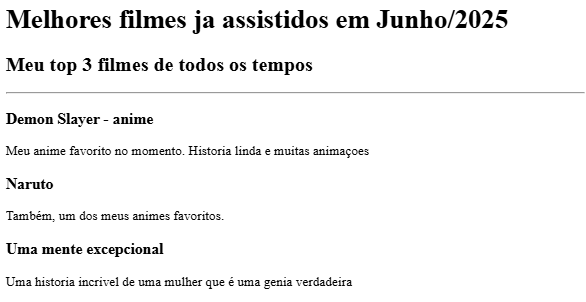 Melhores filmes ja assistidos em Junho/2025
Meu top 3 filmes de todos os tempos
Demon Slayer - anime
Meu anime favorito no momento. Historia linda e muitas animaçoes
Naruto
Também, um dos meus animes favoritos.
Uma mente excepcional
Uma historia incrivel de uma mulher que é uma genia verdadeira